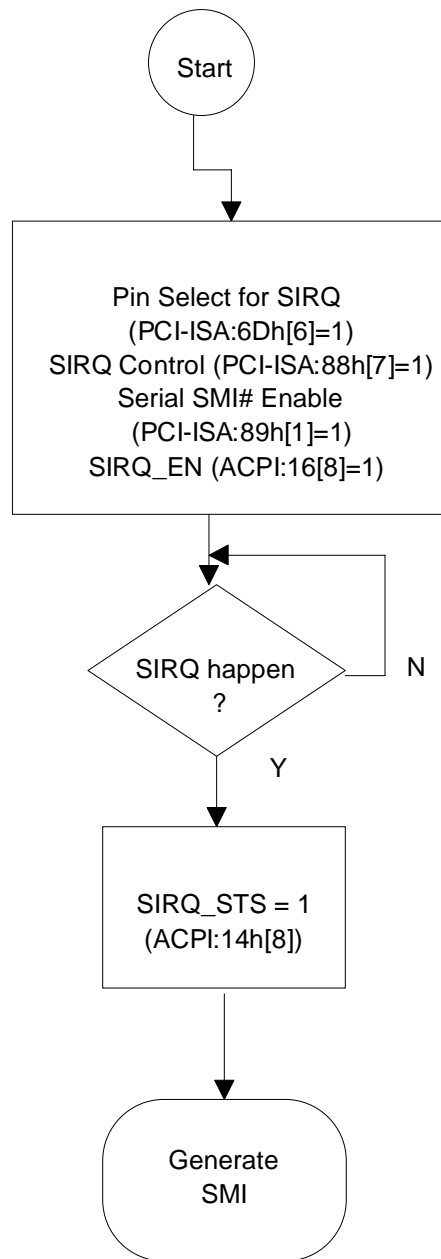 Start
Pin Select for SIRQ
(PCI-ISA:6Dh[6]=1)
SIRQ Control (PCI-ISA:88h[7]=1)
Serial SMI# Enable
(PCI-ISA:89h[1]=1)
SIRQ_EN (ACPI:16[8]=1)
SIRQ happen
?
N
Y
SIRQ_STS = 1
(ACPI:14h[8])
Generate
SMI